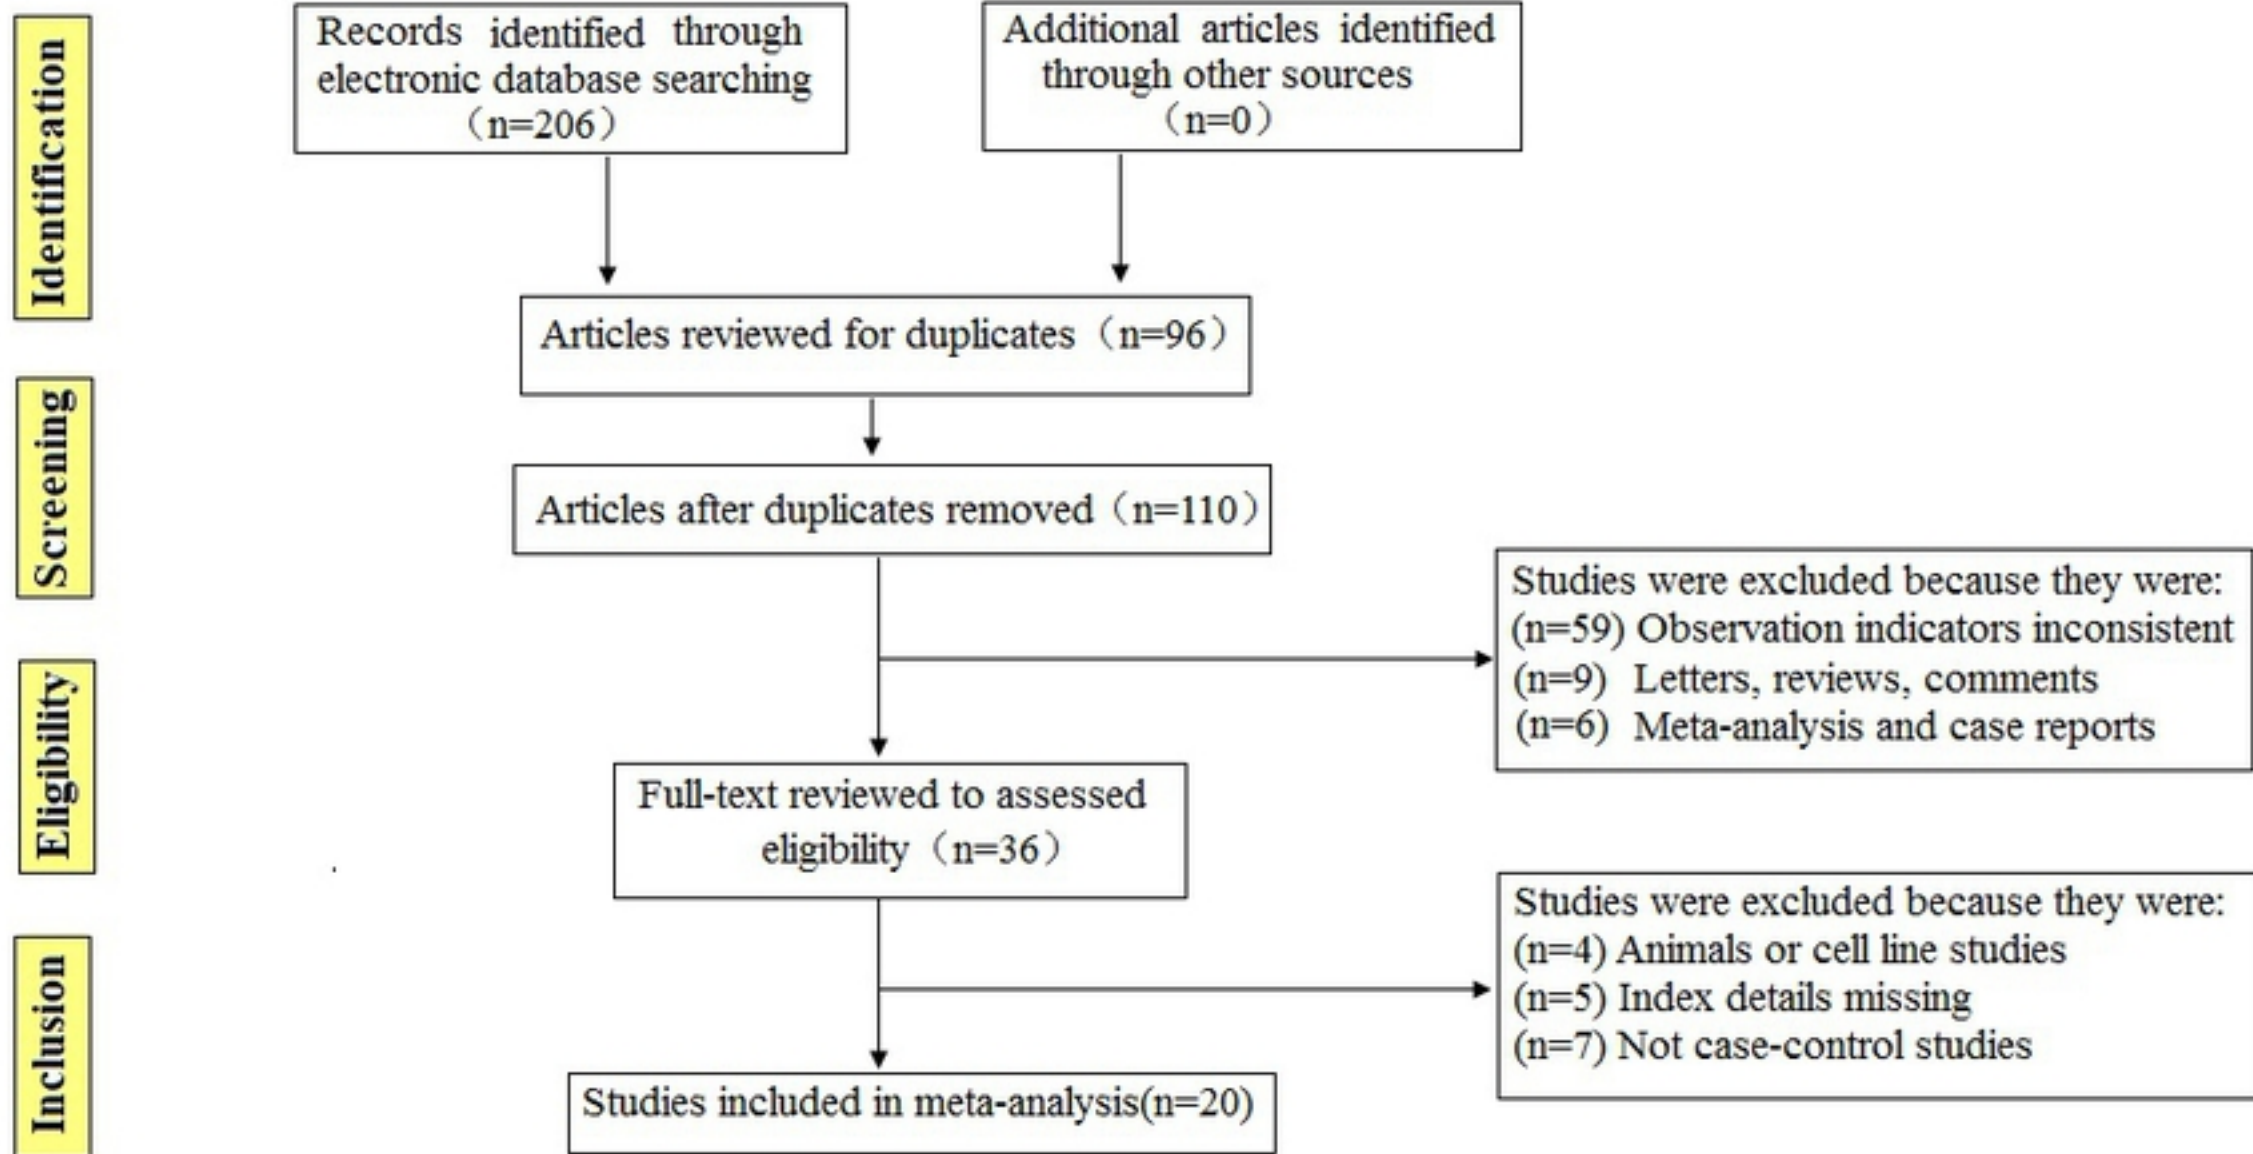 Identification
Records identified through
electronic database searching
（n=206）
Additional articles identified
through other sources
（n=0）
Articles reviewed for duplicates（n=96）
Screening
Articles after duplicates removed（n=110）
Studies were excluded because they were:
(n=59) Observation indicators inconsistent
(n=9) Letters, reviews, comments
(n=6) Meta-analysis and case reports
Eligibility
Full-text reviewed to assessed
eligibility（n=36）
Studies were excluded because they were:
(n=4) Animals or cell line studies
(n=5) Index details missing
(n=7) Not case-control studies
Inclusion
Studies included in meta-analysis(n=20)